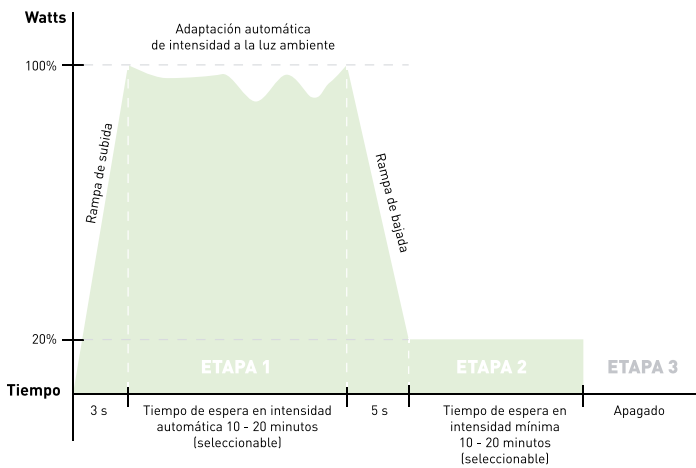 Watts
Adaptación automática
de intensidad a la luz ambiente
100%
Rampa de subida
Rampa de bajada
20%
ETAPA 1
ETAPA 2
ETAPA 3
Tiempo
3 s
Tiempo de espera en intensidad
automática 10 - 20 minutos
(seleccionable)
5 s
Tiempo de espera en
intensidad mínima
10 - 20 minutos
(seleccionable)
Apagado